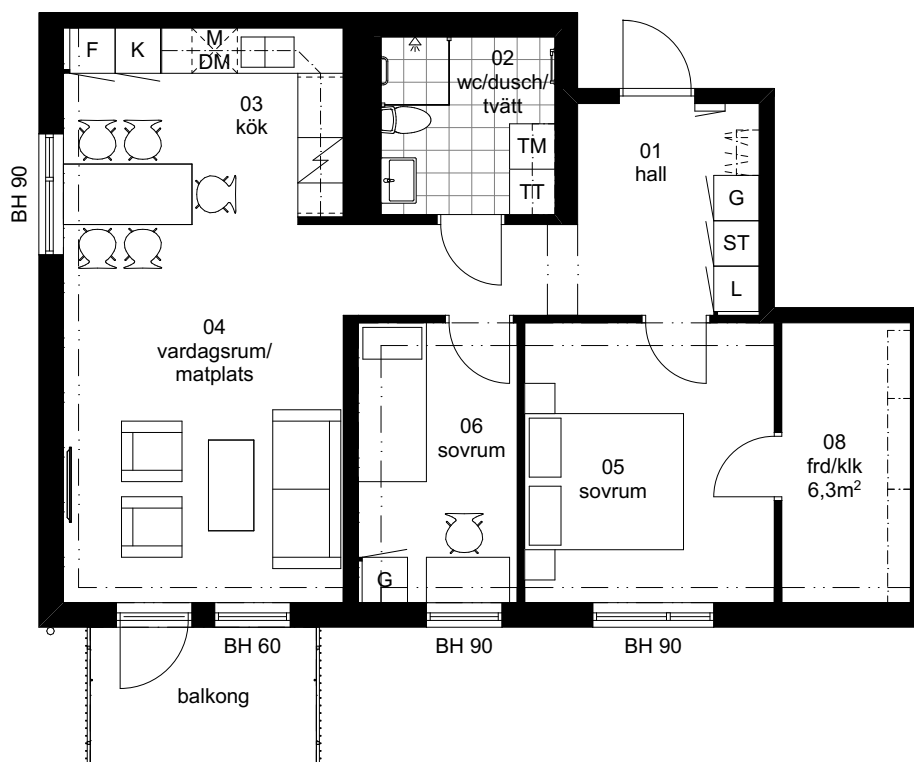 F
K
M
DM
03
kök
02
wc/dusch/
tvätt
TM
TT
01
hall
G
ST
L
BH 90
04
vardagsrum/
matplats
06
sovrum
G
05
sovrum
08
frd/klk
6,3m²
BH 60
BH 90
BH 90
balkong